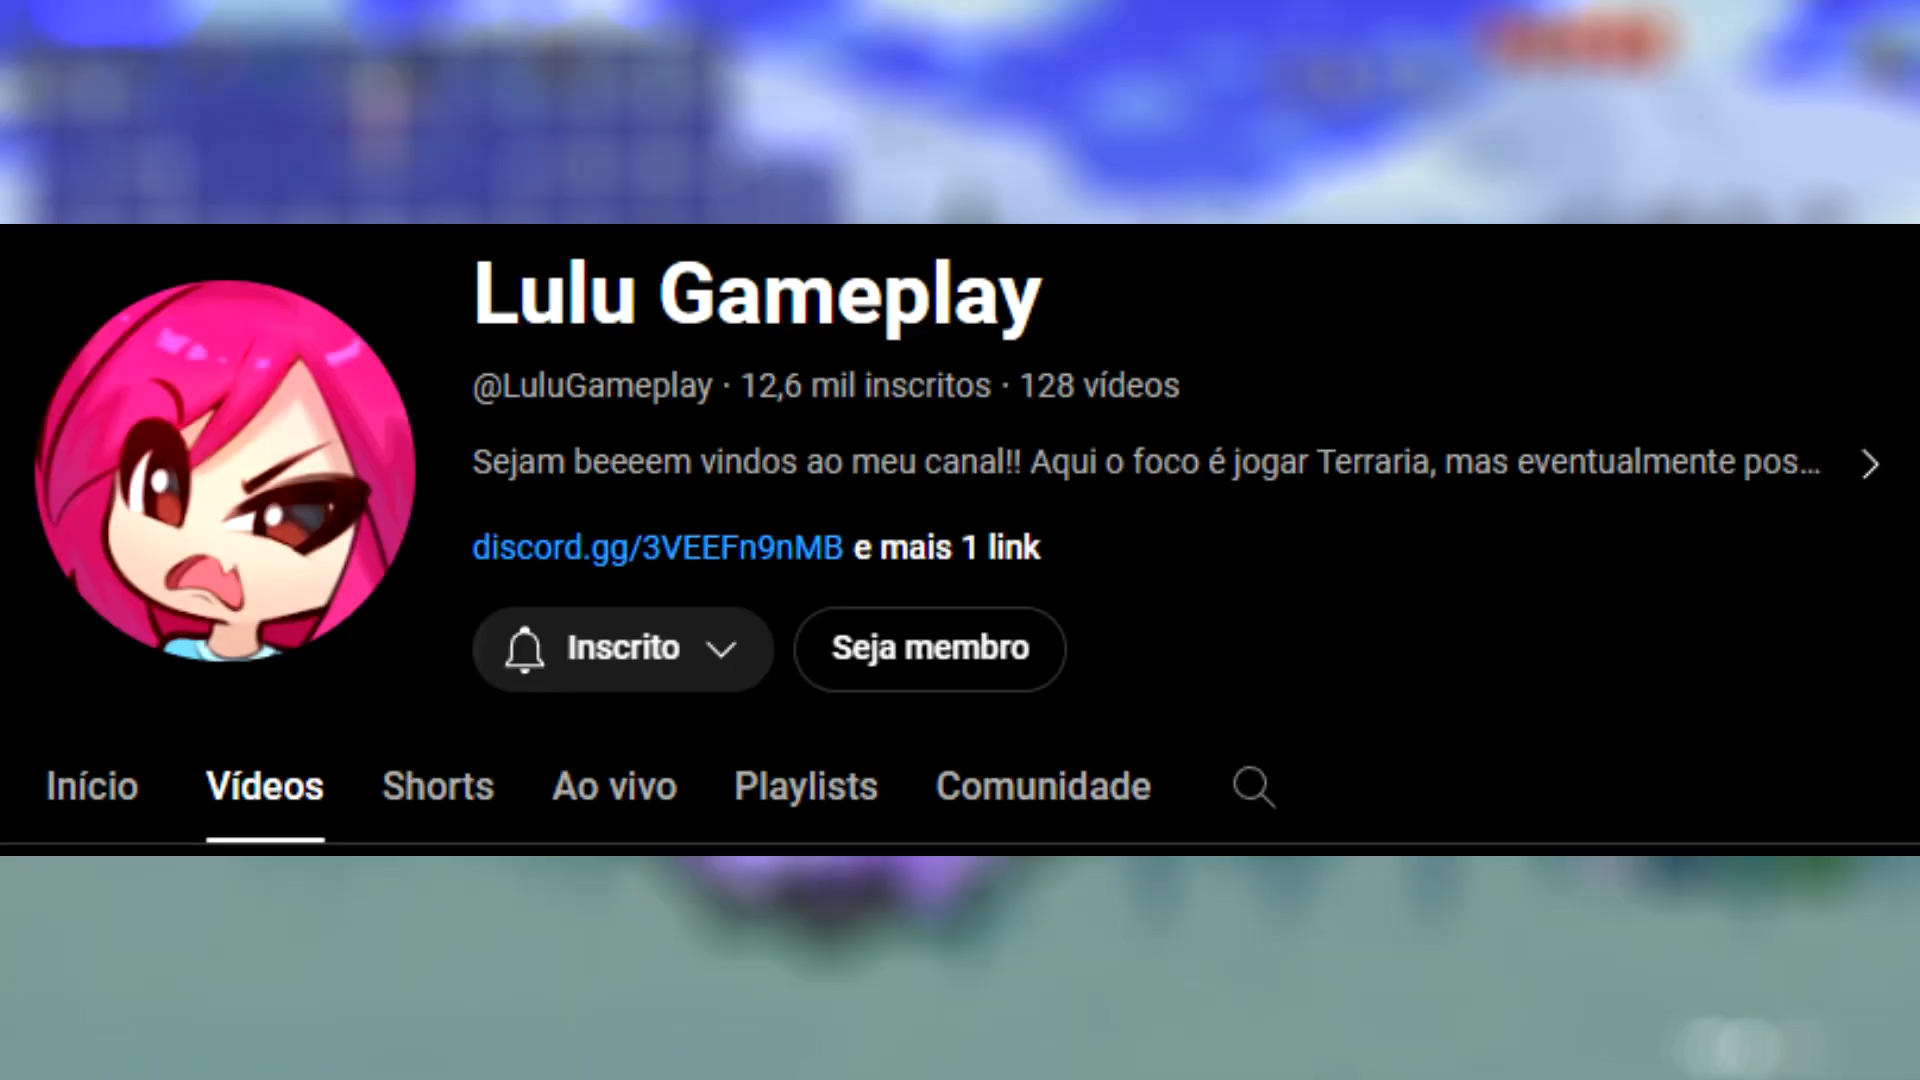 Lulu Gameplay
@LuluGameplay · 12,6 mil inscritos · 128 vídeos
Sejam beeeem vindos ao meu canal!! Aqui o foco é jogar Terraria, mas eventualmente pos...
discord.gg/3VEEFn9nMB e mais 1 link
Inscrito Seja membro
Início Vídeos Shorts Ao vivo Playlists Comunidade